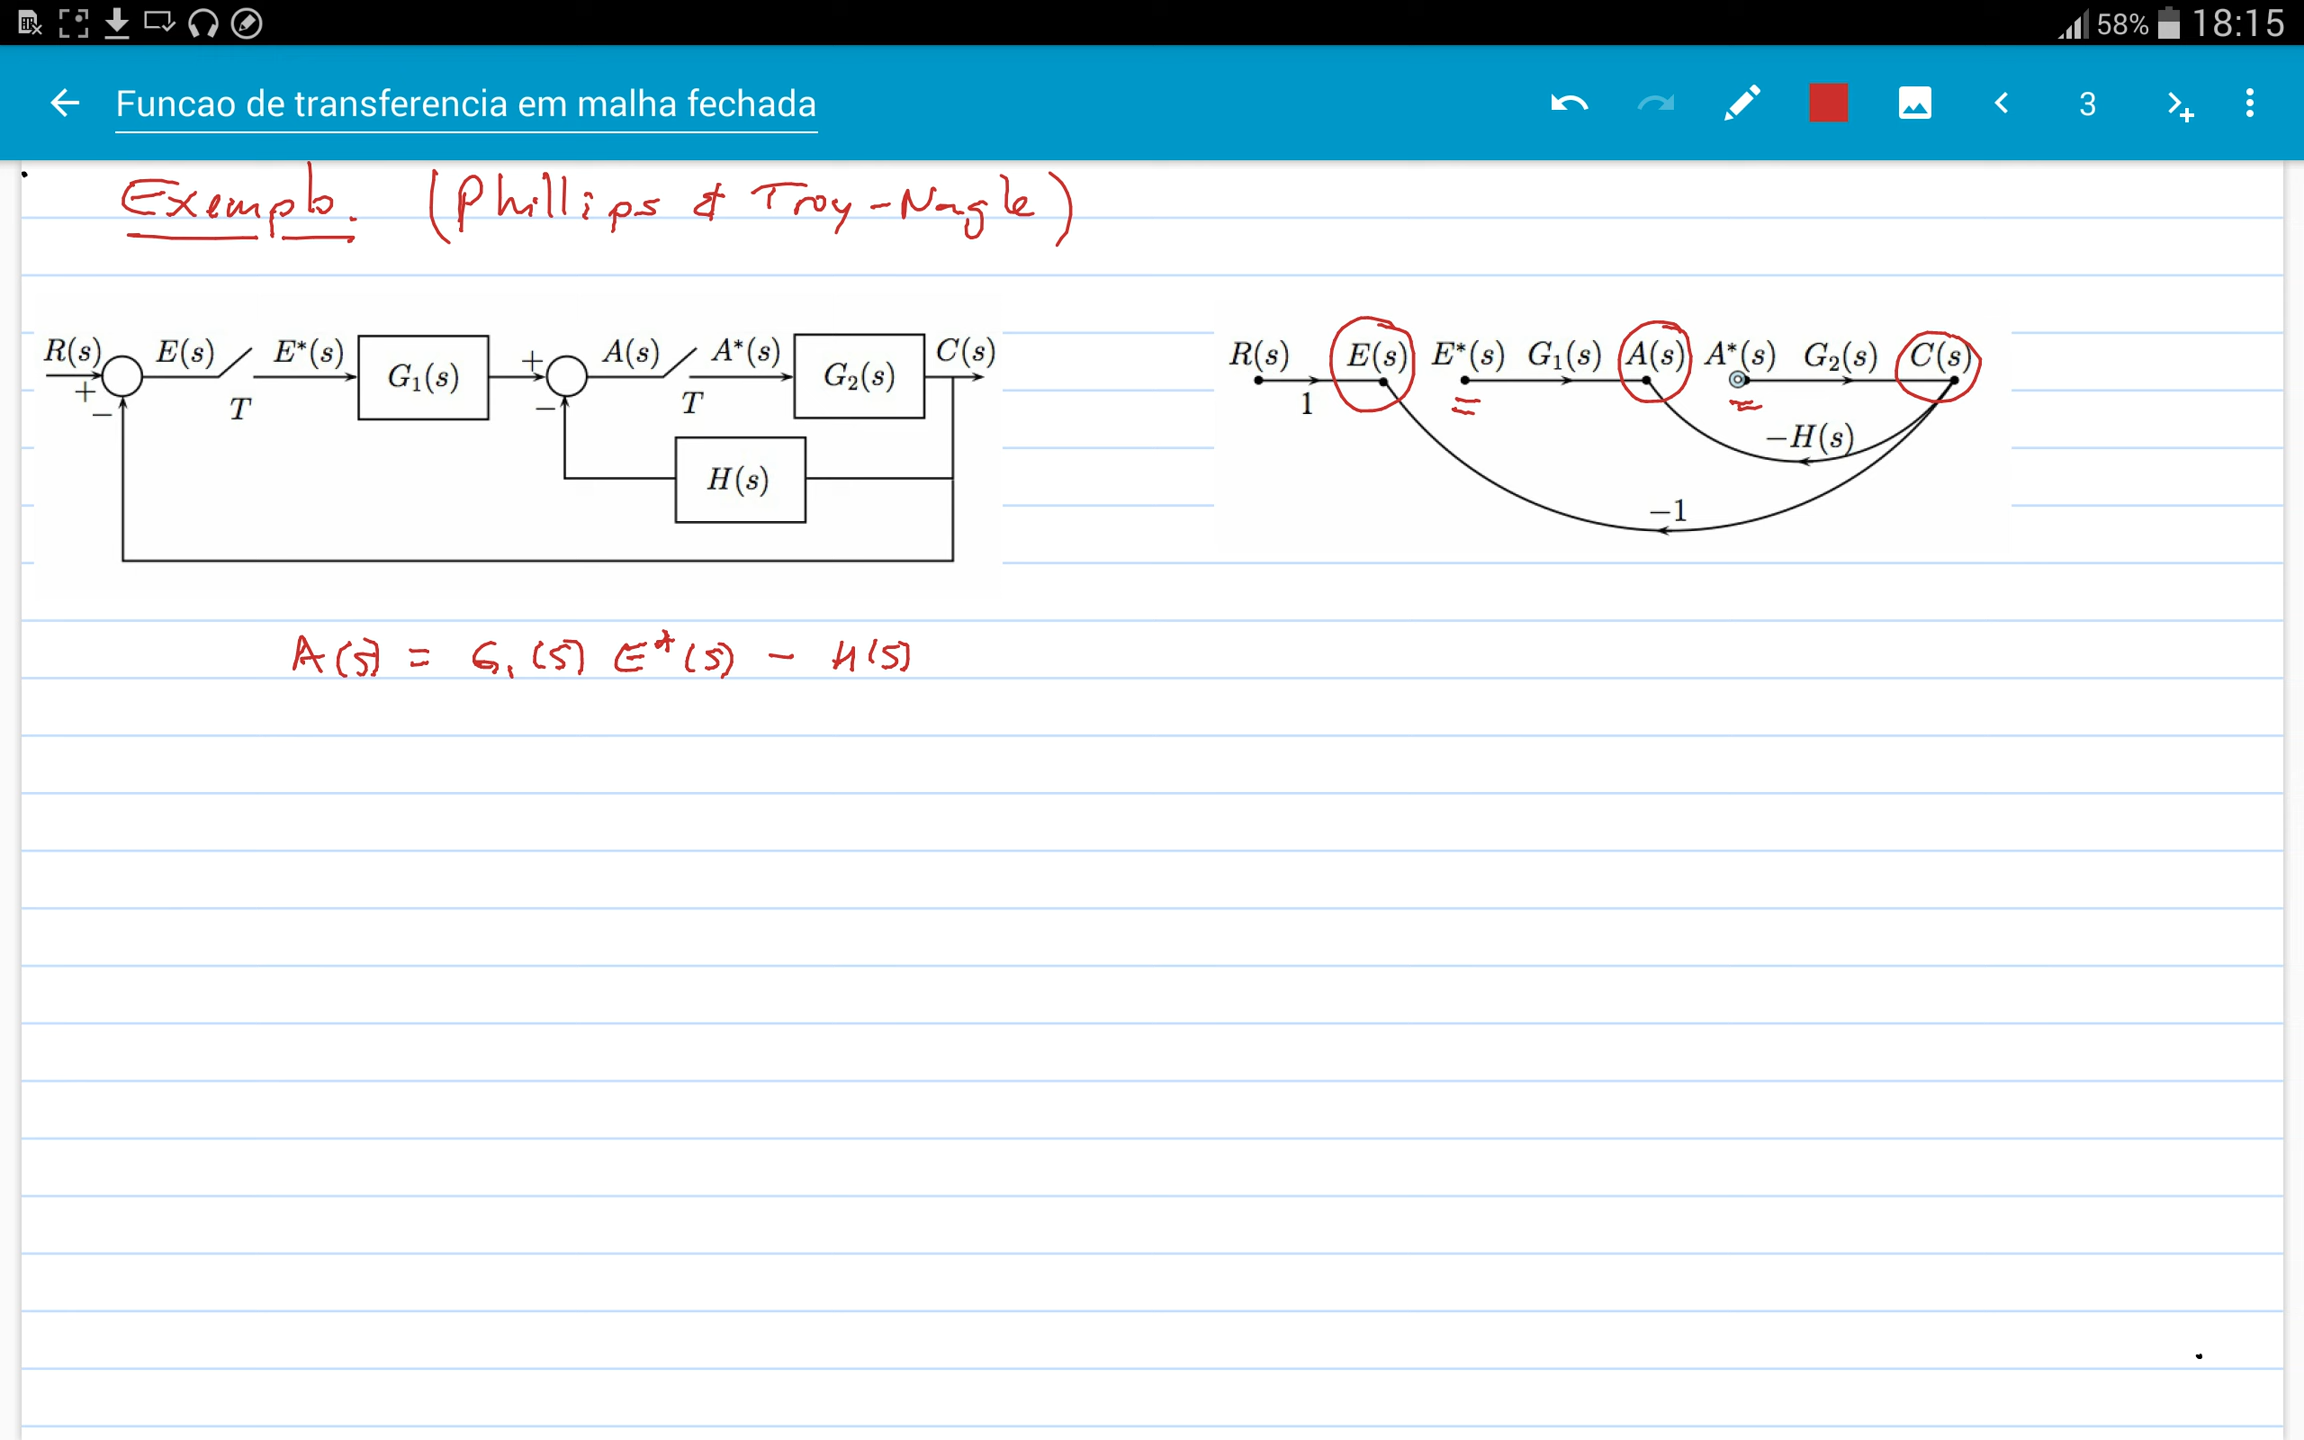 58% 18:15
Funcao de transferencia em malha fechada 3
Exemplo. (Phillips & Troy-Nagle)
R(s) E(s) E*(s) G₁(s) A(s) A*(s) G₂(s) C(s)
+ − T + − T
H(s)
R(s) E(s) E*(s) G₁(s) A(s) A*(s) G₂(s) C(s)
1
−H(s)
−1
A(s) = G₁(s) E*(s) − H(s)